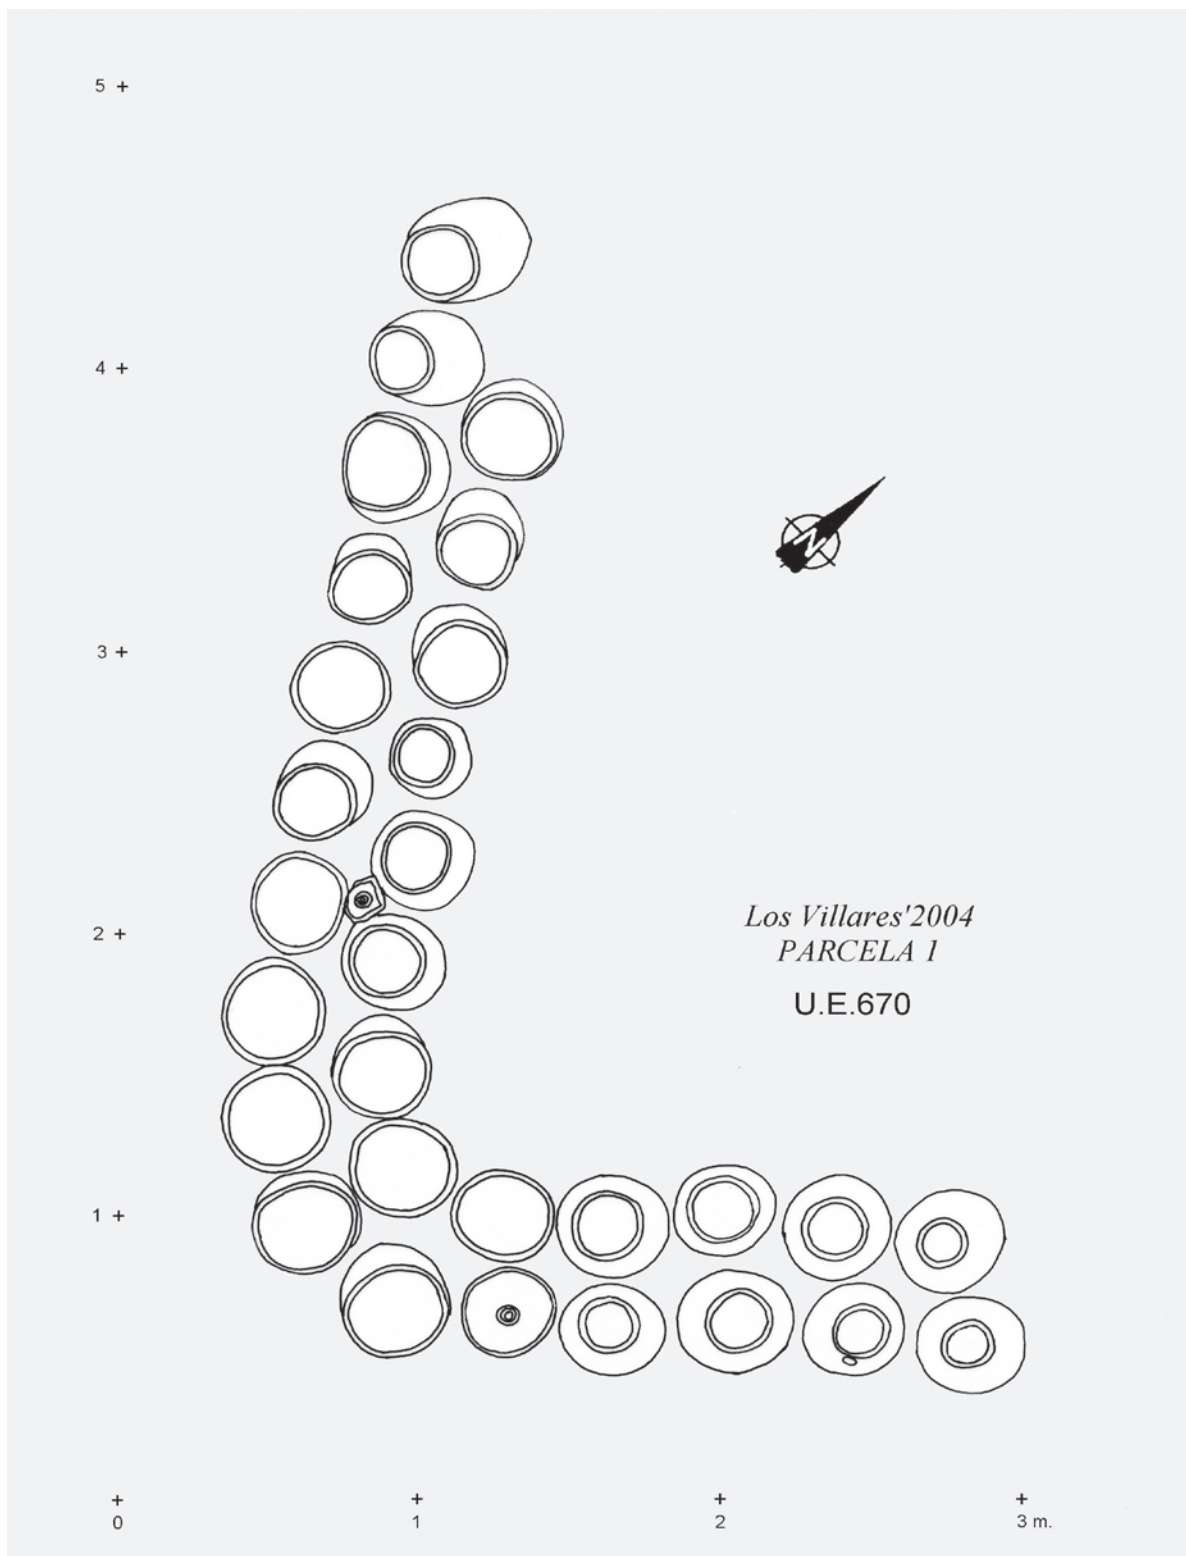 5 +
4 +
3 +
N
Los Villares'2004
2 +
PARCELA 1
U.E.670
1 +
+ + + +
0 1 2 3 m.